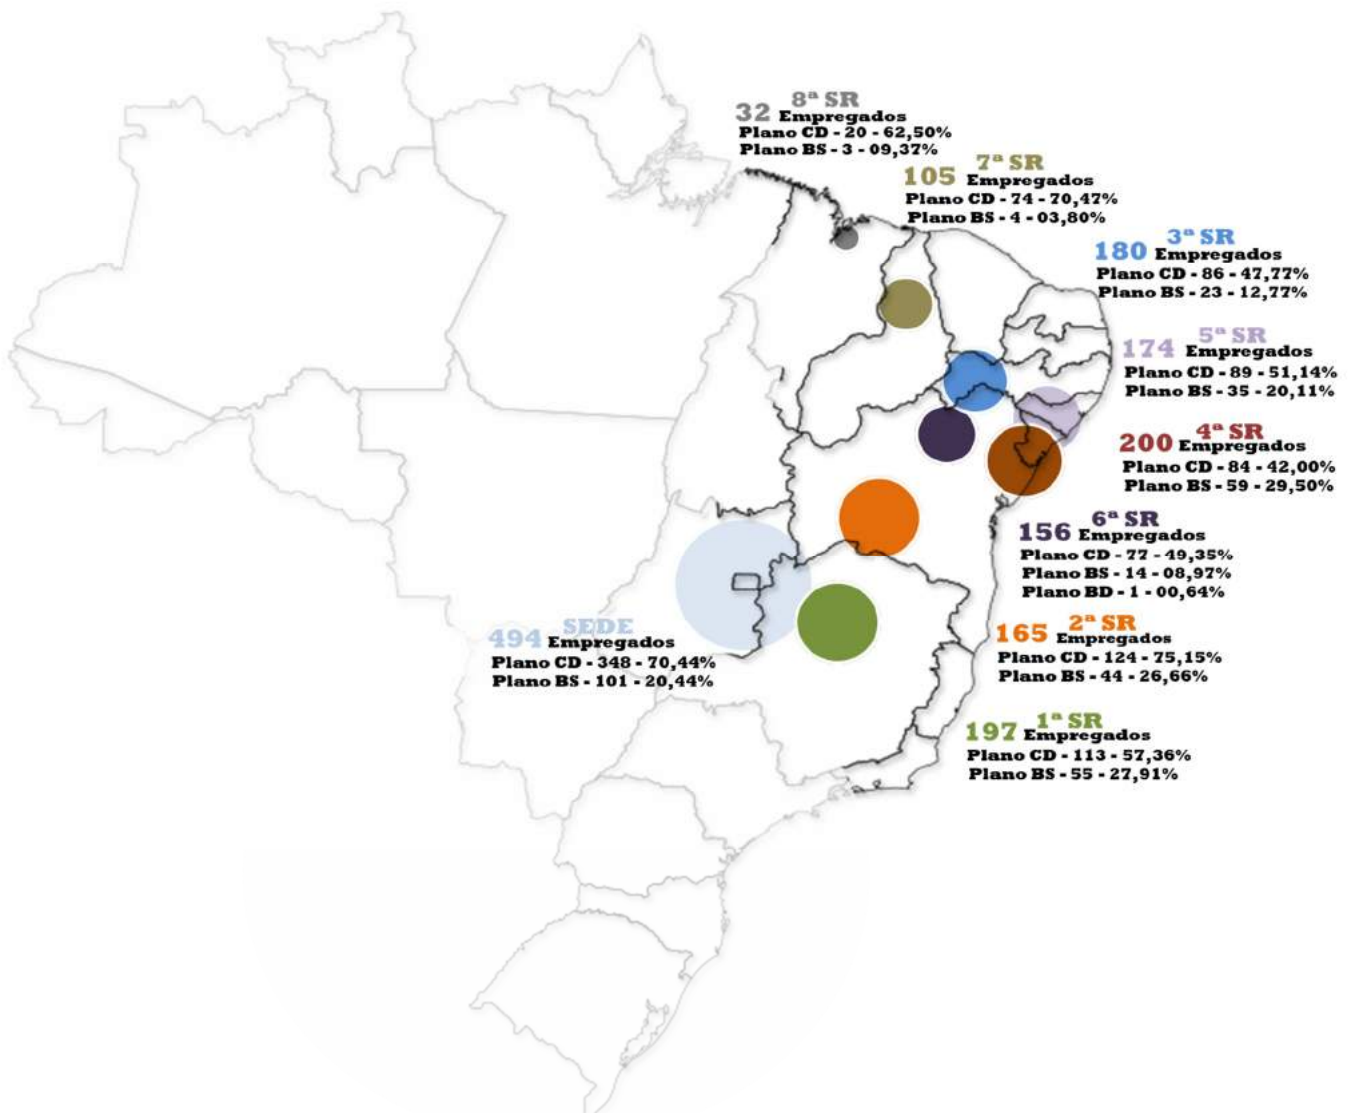 8ª SR
32 Empregados
Plano CD - 20 - 62,50%
Plano BS - 3 - 09,37%
7ª SR
105 Empregados
Plano CD - 74 - 70,47%
Plano BS - 4 - 03,80%
3ª SR
180 Empregados
Plano CD - 86 - 47,77%
Plano BS - 23 - 12,77%
5ª SR
174 Empregados
Plano CD - 89 - 51,14%
Plano BS - 35 - 20,11%
4ª SR
200 Empregados
Plano CD - 84 - 42,00%
Plano BS - 59 - 29,50%
6ª SR
156 Empregados
Plano CD - 77 - 49,35%
Plano BS - 14 - 08,97%
Plano BD - 1 - 00,64%
SEDE
494 Empregados
Plano CD - 348 - 70,44%
Plano BS - 101 - 20,44%
2ª SR
165 Empregados
Plano CD - 124 - 75,15%
Plano BS - 44 - 26,66%
1ª SR
197 Empregados
Plano CD - 113 - 57,36%
Plano BS - 55 - 27,91%